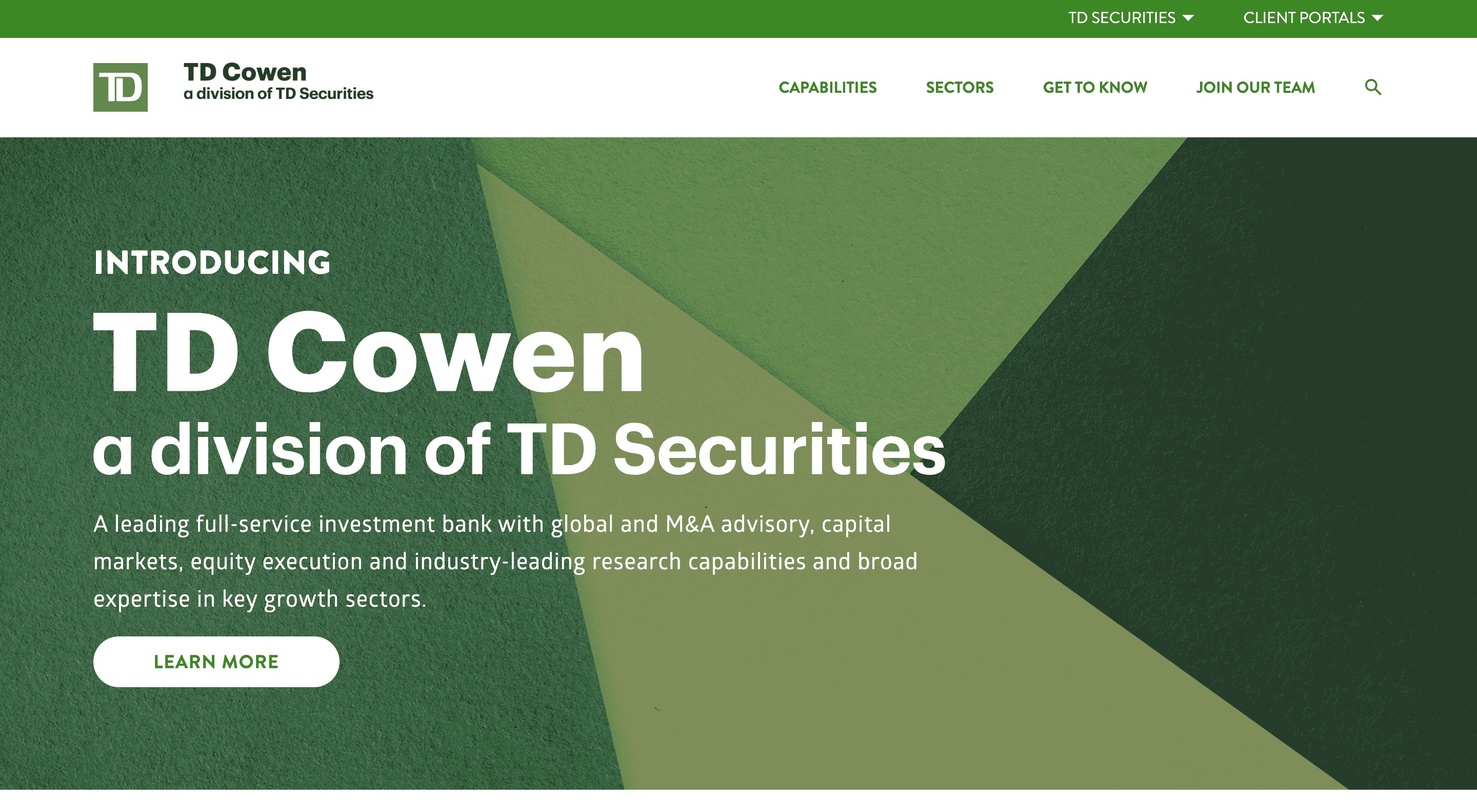 TD SECURITIES
CLIENT PORTALS
TD
TD Cowen
a division of TD Securities
CAPABILITIES
SECTORS
GET TO KNOW
JOIN OUR TEAM
INTRODUCING
TD Cowen
a division of TD Securities
A leading full-service investment bank with global and M&A advisory, capital
markets, equity execution and industry-leading research capabilities and broad
expertise in key growth sectors.
LEARN MORE